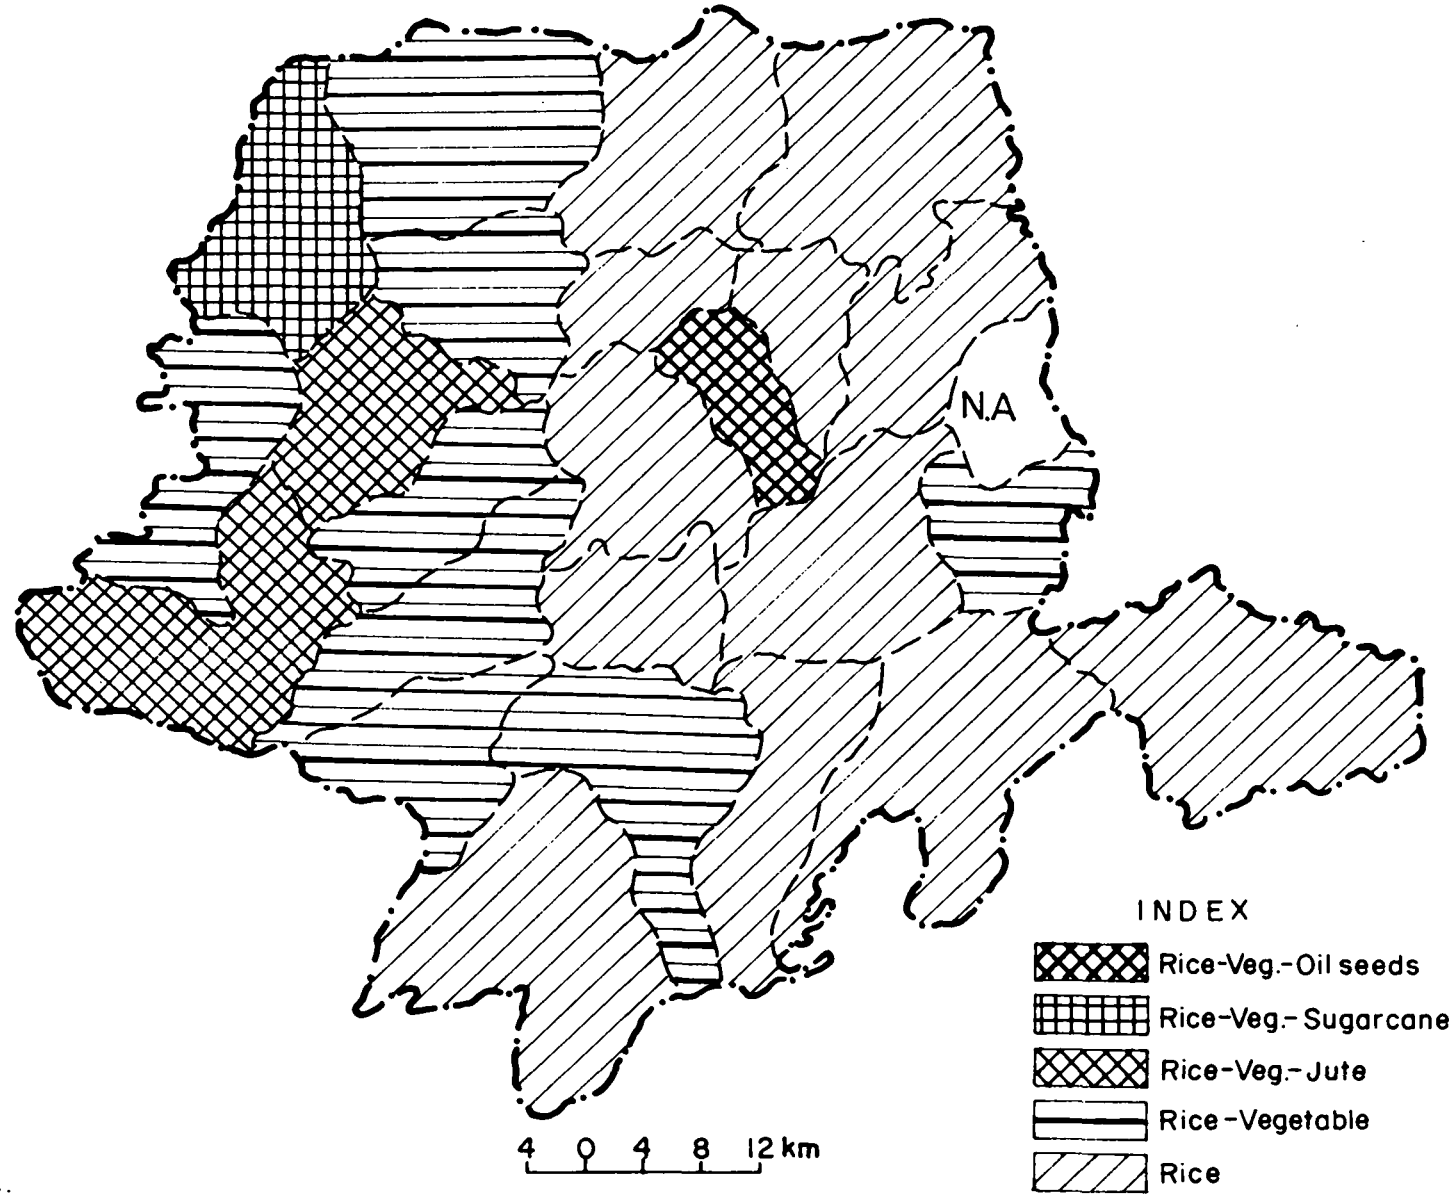 N.A
INDEX
Rice-Veg.-Oil seeds
Rice-Veg.-Sugarcane
Rice-Veg.-Jute
Rice-Vegetable
Rice
4 0 4 8 12 km